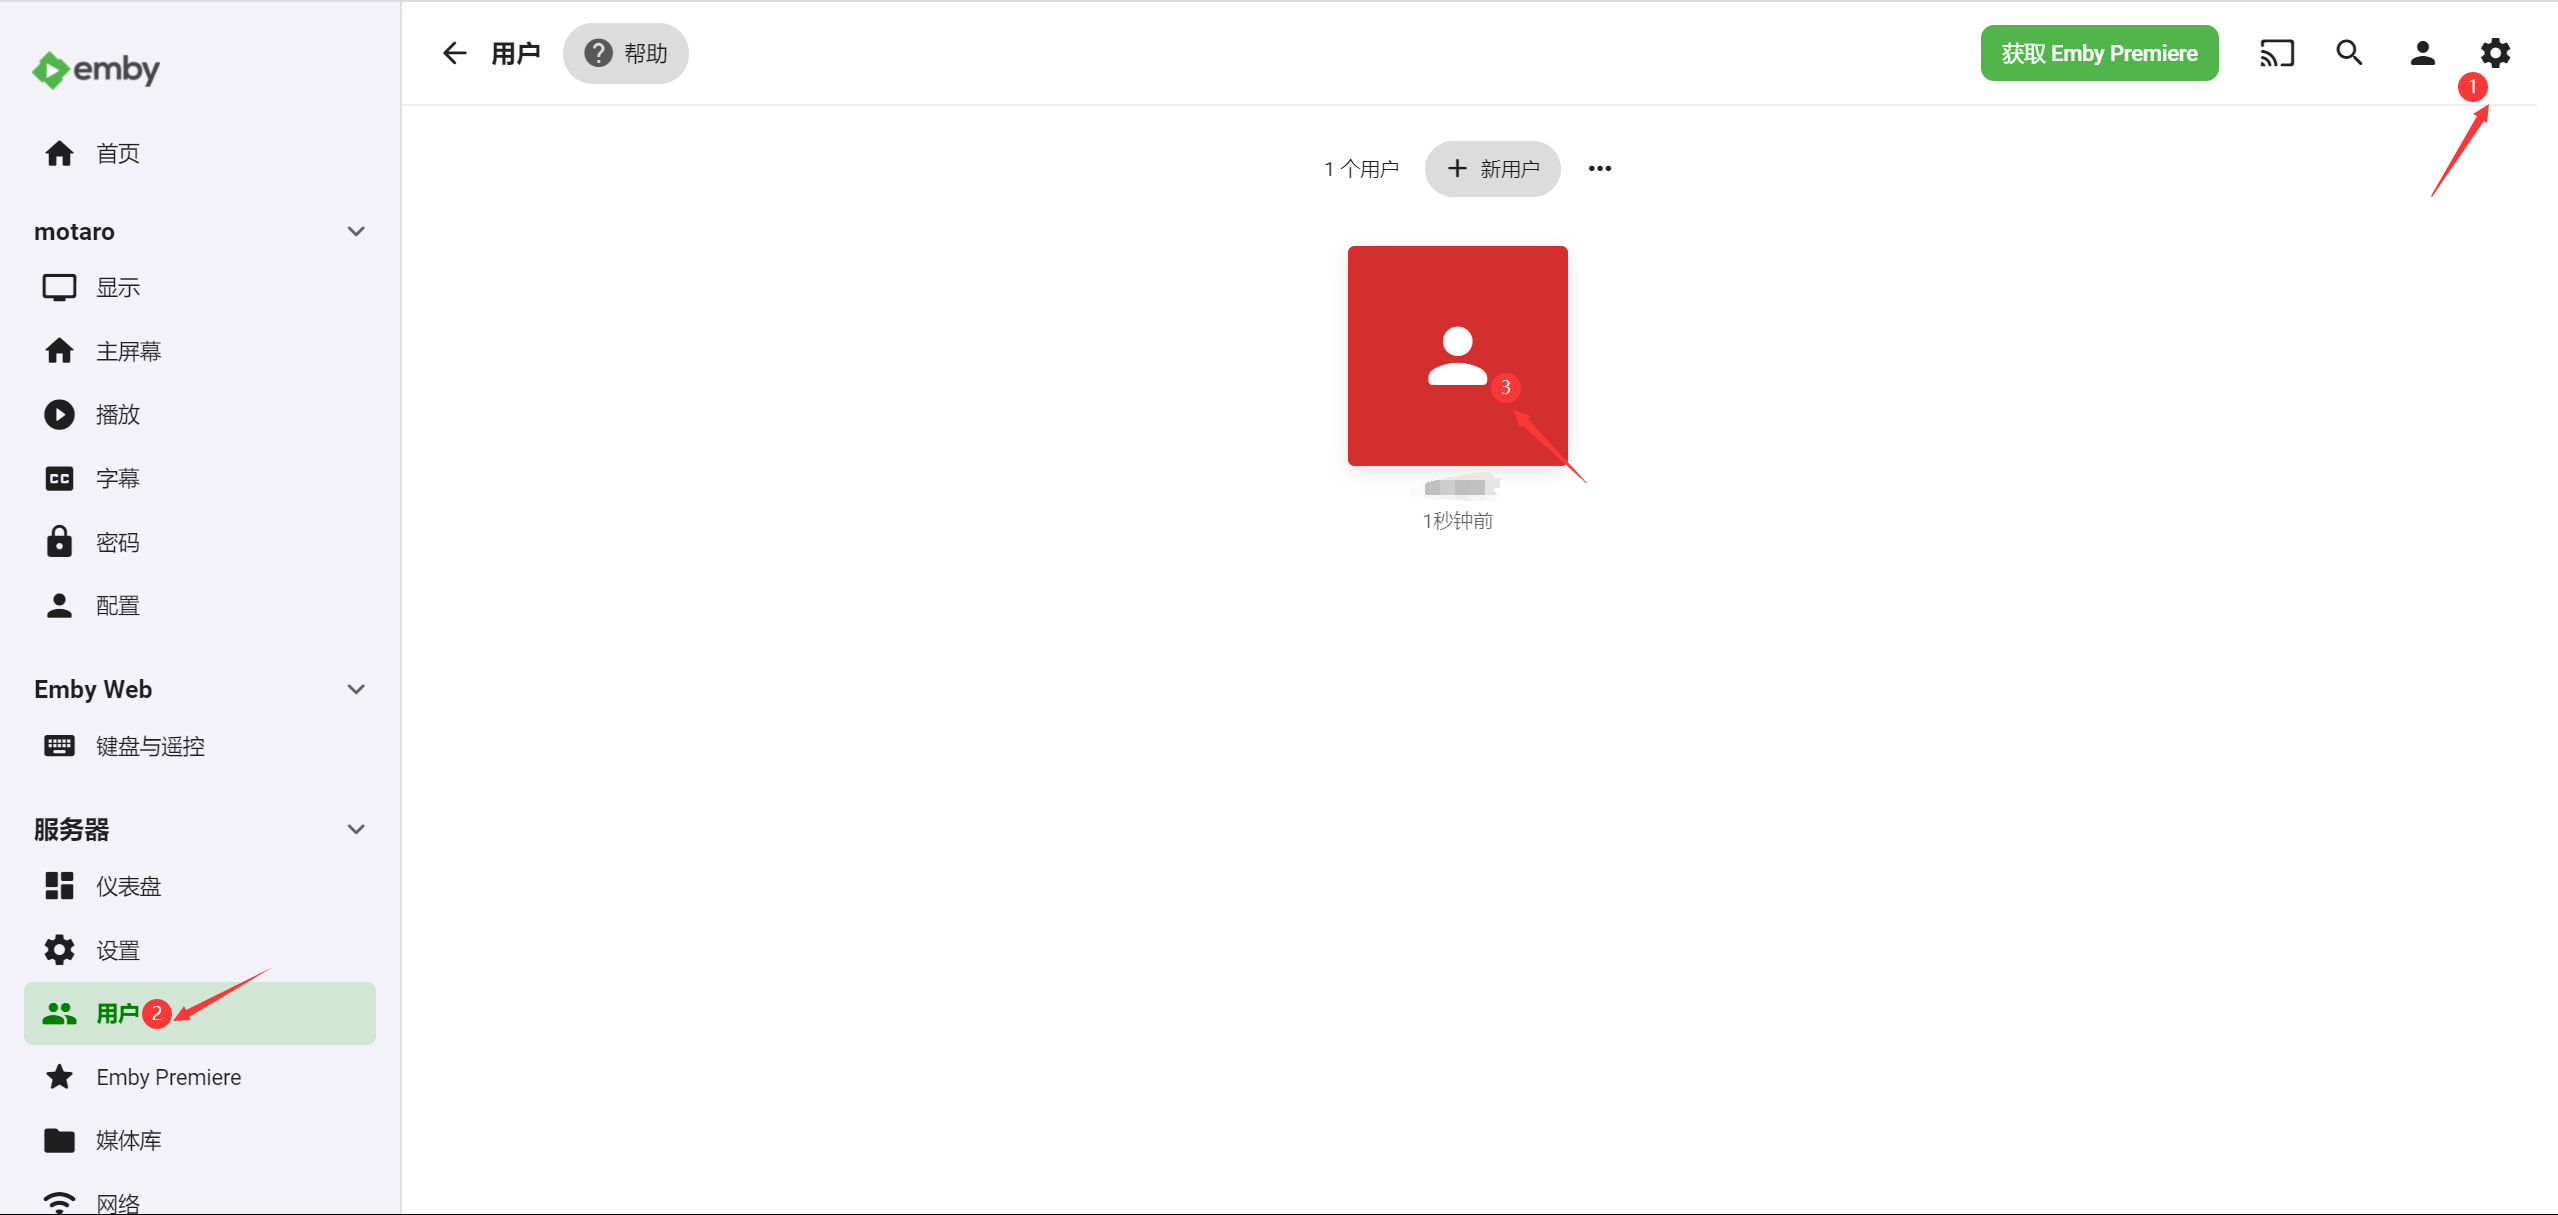 emby
首页
motaro
显示
主屏幕
播放
CC 字幕
密码
配置
Emby Web
键盘与遥控
服务器
仪表盘
设置
用户 2
Emby Premiere
媒体库
网络
用户
? 帮助
获取 Emby Premiere
1
1 个用户
+ 新用户
3
1秒钟前